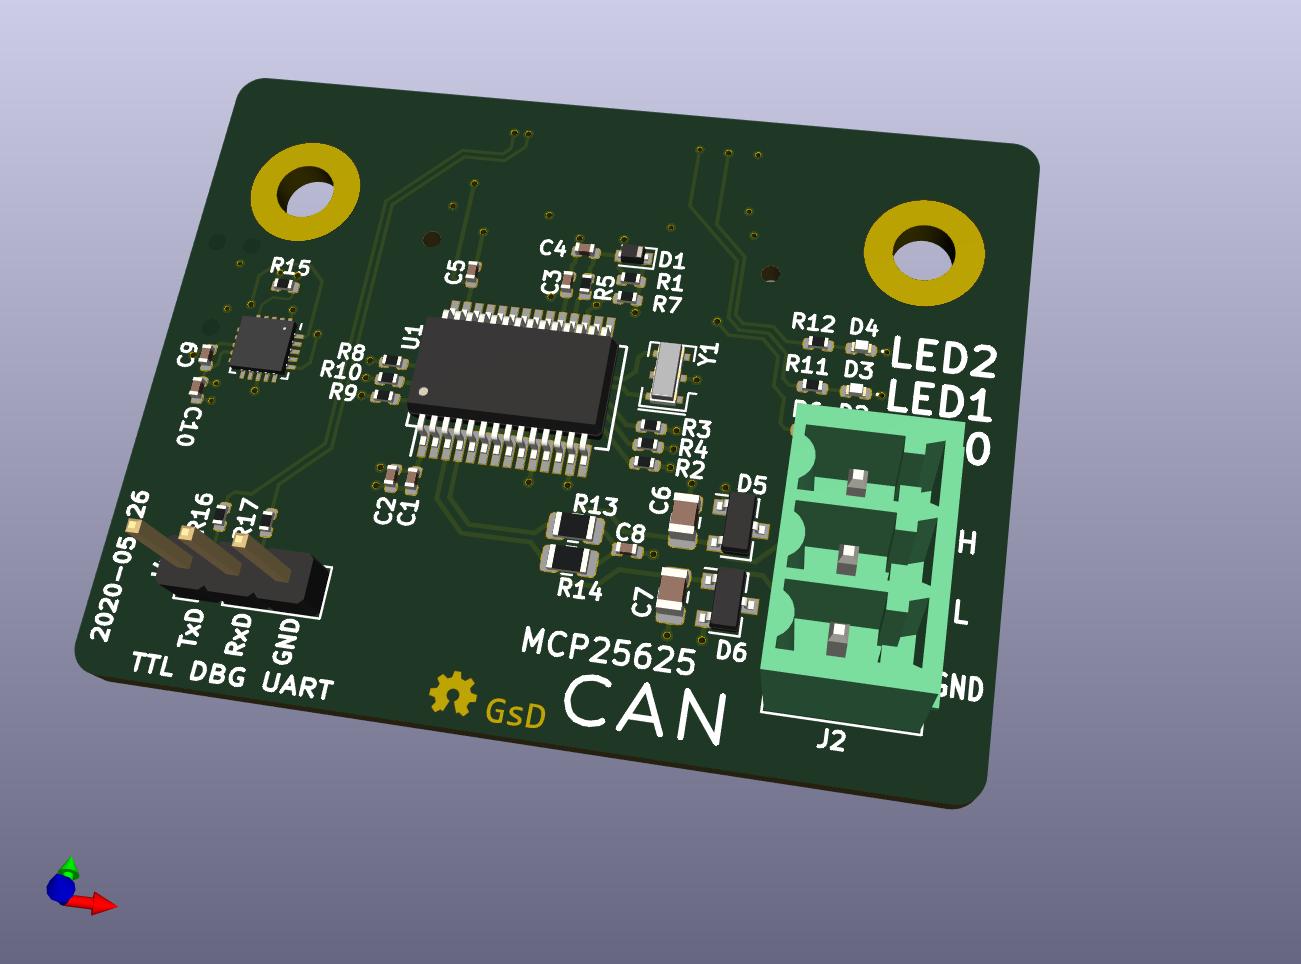 R15
C4
D1
C5
C3
R5
R1
R7
R12
D4
LED2
U1
Y1
C9
R8
R10
R9
R11
D3
LED1
C10
0
R3
R4
R2
C6
D5
2020-05-26
R16
R17
C2
C1
R13
C8
H
R14
C7
L
TxD
RxD
GND
MCP25625
D6
TTL DBG UART
GsD
CAN
GND
J2